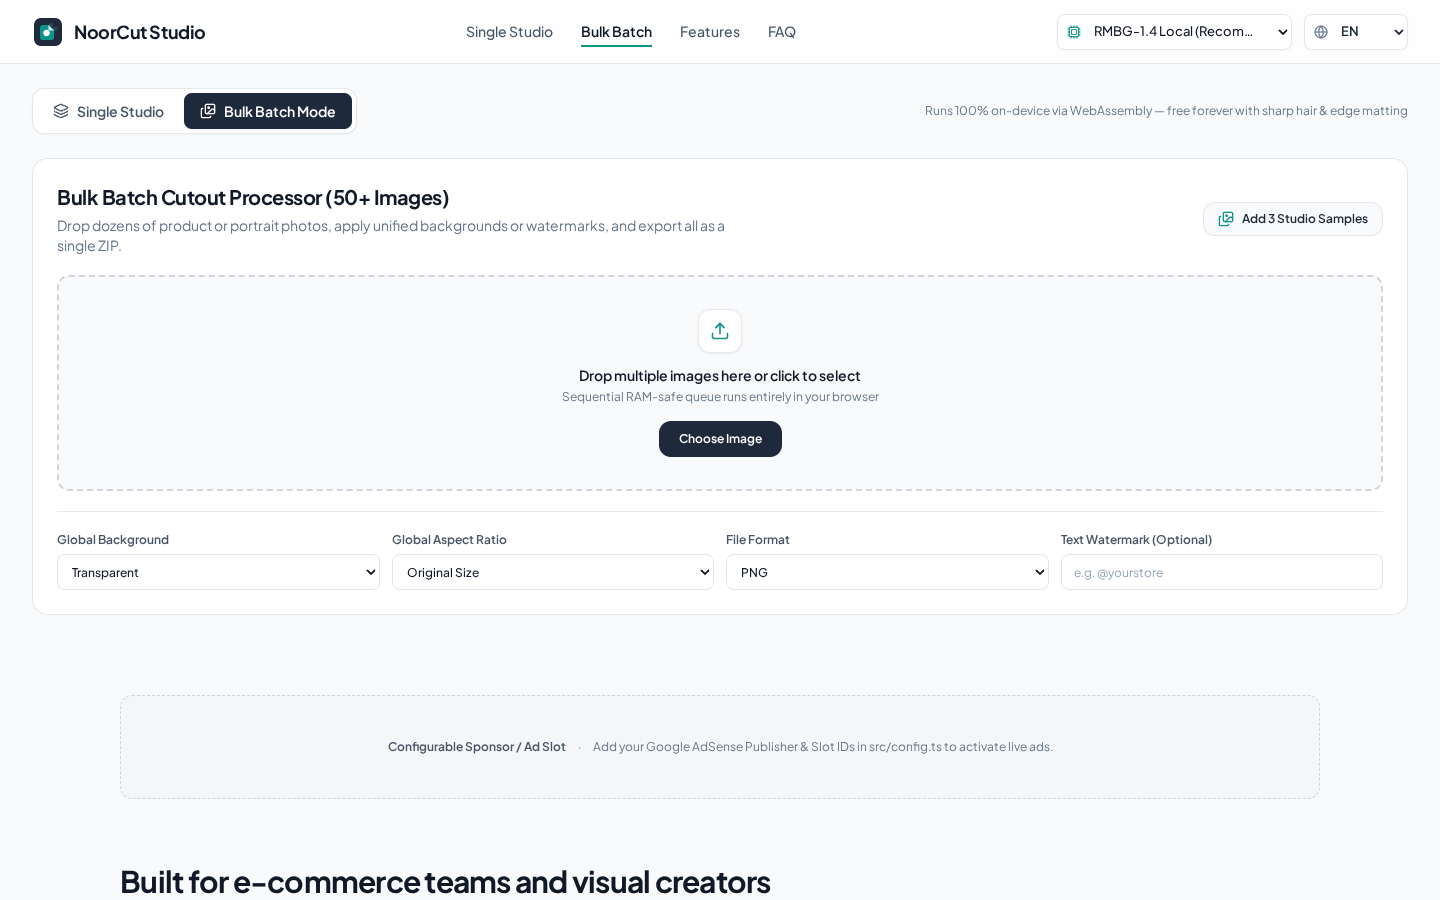 NoorCut Studio
Single Studio
Bulk Batch
Features
FAQ
RMBG-1.4 Local (Recom...
EN
Single Studio
Bulk Batch Mode
Runs 100% on-device via WebAssembly — free forever with sharp hair & edge matting
Bulk Batch Cutout Processor (50+ Images)
Drop dozens of product or portrait photos, apply unified backgrounds or watermarks, and export all as a
single ZIP.
Add 3 Studio Samples
Drop multiple images here or click to select
Sequential RAM-safe queue runs entirely in your browser
Choose Image
Global Background
Global Aspect Ratio
File Format
Text Watermark (Optional)
Transparent
Original Size
PNG
e.g. @yourstore
Configurable Sponsor / Ad Slot · Add your Google AdSense Publisher & Slot IDs in src/config.ts to activate live ads.
Built for e-commerce teams and visual creators